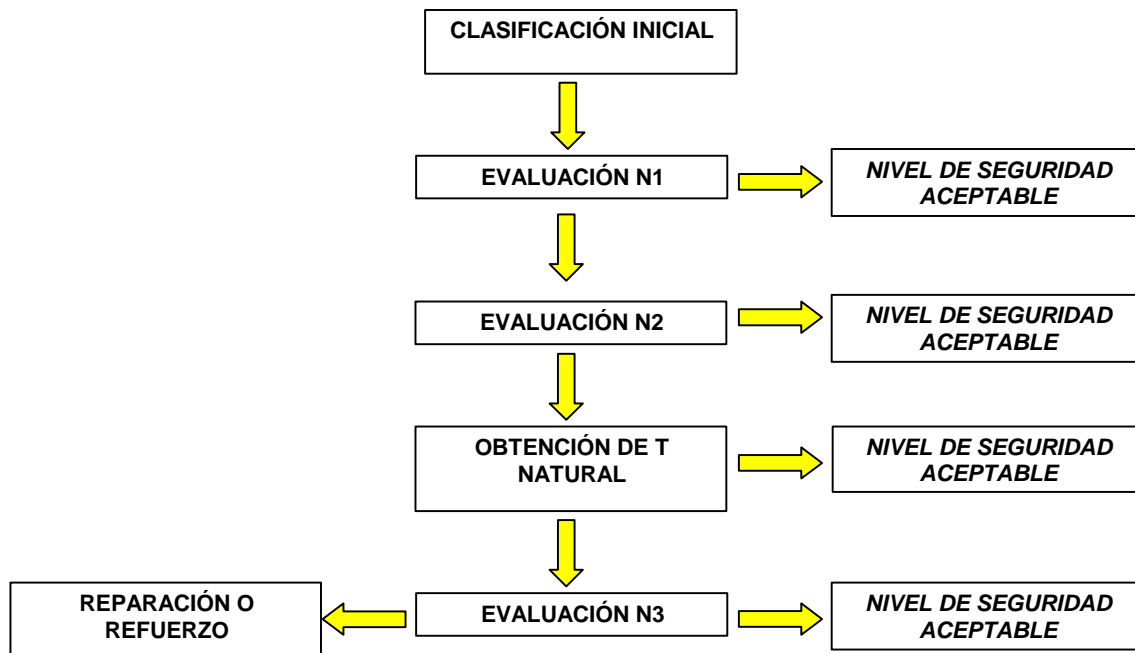 CLASIFICACIÓN INICIAL
EVALUACIÓN N1
NIVEL DE SEGURIDAD
ACEPTABLE
EVALUACIÓN N2
NIVEL DE SEGURIDAD
ACEPTABLE
OBTENCIÓN DE T
NATURAL
NIVEL DE SEGURIDAD
ACEPTABLE
REPARACIÓN O
REFUERZO
EVALUACIÓN N3
NIVEL DE SEGURIDAD
ACEPTABLE